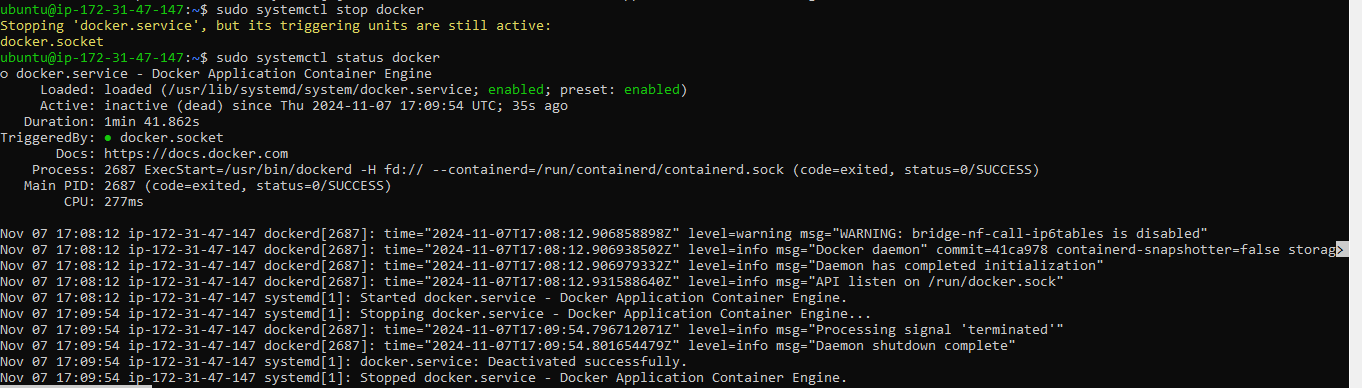 ubuntu@ip-172-31-47-147:~$ sudo systemctl stop docker
Stopping 'docker.service', but its triggering units are still active:
docker.socket
ubuntu@ip-172-31-47-147:~$ sudo systemctl status docker
○ docker.service - Docker Application Container Engine
     Loaded: loaded (/usr/lib/systemd/system/docker.service; enabled; preset: enabled)
     Active: inactive (dead) since Thu 2024-11-07 17:09:54 UTC; 35s ago
   Duration: 1min 41.862s
TriggeredBy: ● docker.socket
       Docs: https://docs.docker.com
    Process: 2687 ExecStart=/usr/bin/dockerd -H fd:// --containerd=/run/containerd/containerd.sock (code=exited, status=0/SUCCESS)
   Main PID: 2687 (code=exited, status=0/SUCCESS)
        CPU: 277ms

Nov 07 17:08:12 ip-172-31-47-147 dockerd[2687]: time="2024-11-07T17:08:12.906858898Z" level=warning msg="WARNING: bridge-nf-call-ip6tables is disabled"
Nov 07 17:08:12 ip-172-31-47-147 dockerd[2687]: time="2024-11-07T17:08:12.906938502Z" level=info msg="Docker daemon" commit=41ca978 containerd-snapshotter=false storag>
Nov 07 17:08:12 ip-172-31-47-147 dockerd[2687]: time="2024-11-07T17:08:12.906979332Z" level=info msg="Daemon has completed initialization"
Nov 07 17:08:12 ip-172-31-47-147 dockerd[2687]: time="2024-11-07T17:08:12.931588640Z" level=info msg="API listen on /run/docker.sock"
Nov 07 17:08:12 ip-172-31-47-147 systemd[1]: Started docker.service - Docker Application Container Engine.
Nov 07 17:09:54 ip-172-31-47-147 systemd[1]: Stopping docker.service - Docker Application Container Engine...
Nov 07 17:09:54 ip-172-31-47-147 dockerd[2687]: time="2024-11-07T17:09:54.796712071Z" level=info msg="Processing signal 'terminated'"
Nov 07 17:09:54 ip-172-31-47-147 dockerd[2687]: time="2024-11-07T17:09:54.801654479Z" level=info msg="Daemon shutdown complete"
Nov 07 17:09:54 ip-172-31-47-147 systemd[1]: docker.service: Deactivated successfully.
Nov 07 17:09:54 ip-172-31-47-147 systemd[1]: Stopped docker.service - Docker Application Container Engine.